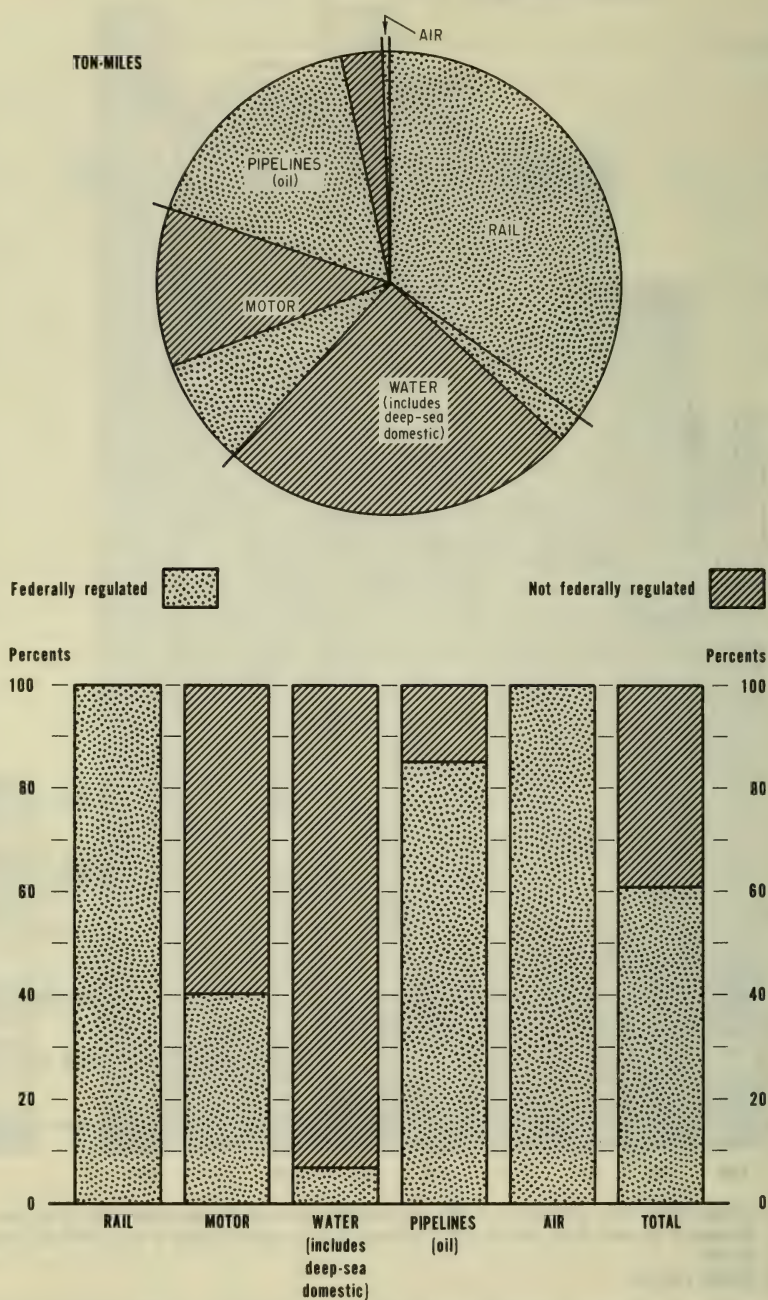 AIR
TON-MILES
PIPELINES
(oil)
RAIL
MOTOR
WATER
(includes
deep-sea
domestic)
Federally regulated
Not federally regulated
Percents
Percents
100
100
80
80
60
60
40
40
20
20
0
0
RAIL
MOTOR
WATER
(includes
deep-sea
domestic)
PIPELINES
(oil)
AIR
TOTAL